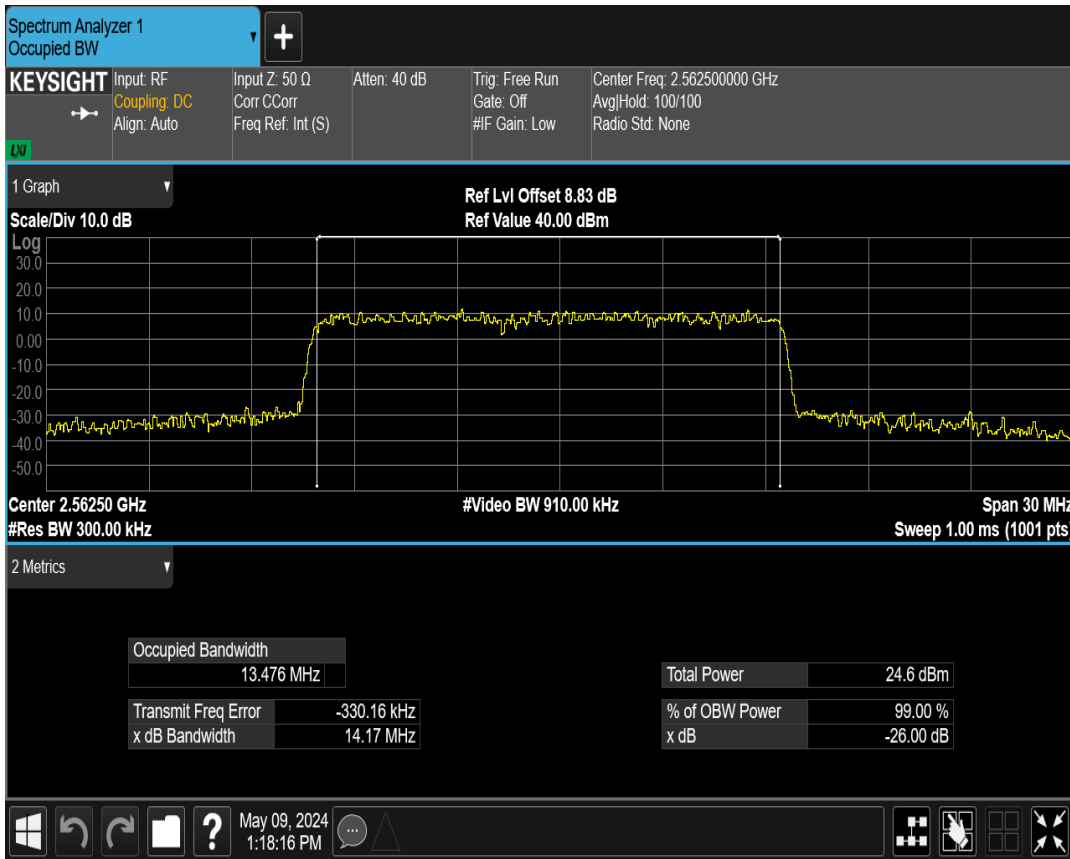 Spectrum Analyzer 1
Occupied BW
KEYSIGHT
LXI
Input: RF
Coupling: DC
Align: Auto
Input Z: 50 Ω
Corr CCorr
Freq Ref: Int (S)
Atten: 40 dB
Trig: Free Run
Gate: Off
#IF Gain: Low
Center Freq: 2.562500000 GHz
Avg|Hold: 100/100
Radio Std: None
1 Graph
Scale/Div 10.0 dB
Ref Lvl Offset 8.83 dB
Ref Value 40.00 dBm
Log
30.0
20.0
10.0
0.00
-10.0
-20.0
-30.0
-40.0
-50.0
Center 2.56250 GHz
#Res BW 300.00 kHz
#Video BW 910.00 kHz
Span 30 MHz
Sweep 1.00 ms (1001 pts)
2 Metrics
Occupied Bandwidth
13.476 MHz
Transmit Freq Error -330.16 kHz
x dB Bandwidth 14.17 MHz
Total Power 24.6 dBm
% of OBW Power 99.00 %
x dB -26.00 dB
?
May 09, 2024
1:18:16 PM